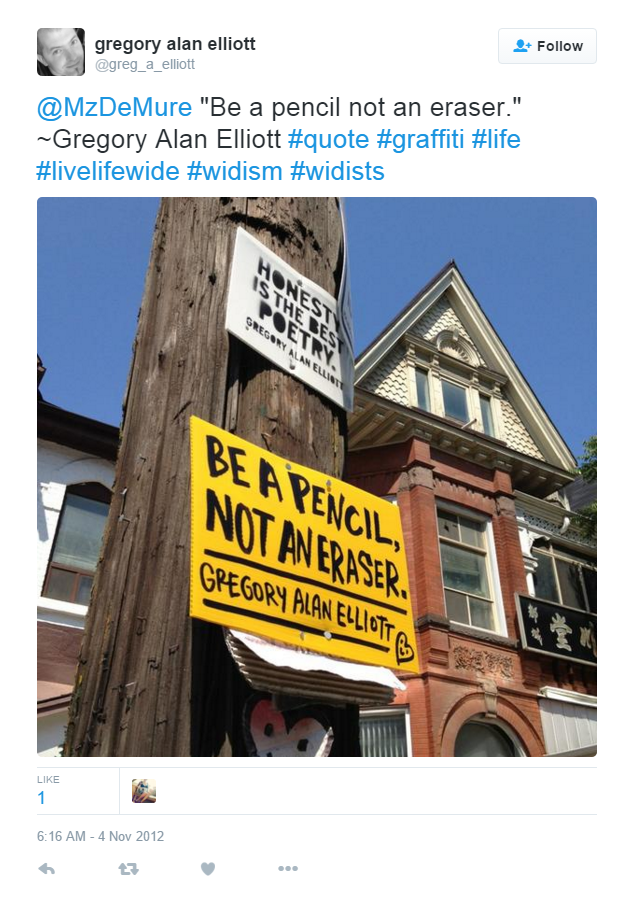 gregory alan elliott
@greg_a_elliott
Follow
@MzDeMure "Be a pencil not an eraser."
~Gregory Alan Elliott #quote #graffiti #life
#livelifewide #widism #widists
HONESTY
IS THE BEST
POETRY.
GREGORY ALAN ELLIOTT
BE A PENCIL,
NOT AN ERASER.
GREGORY ALAN ELLIOTT
堂
LIKE
1
6:16 AM - 4 Nov 2012